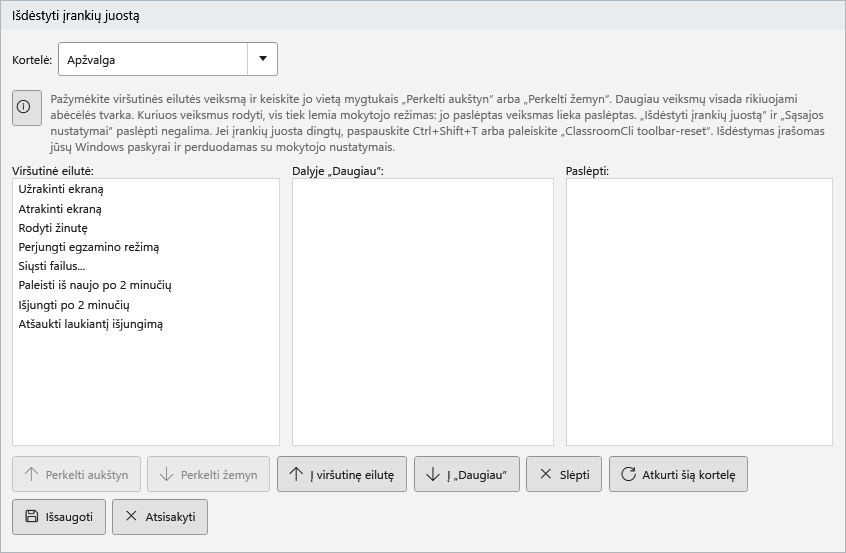 Išdėstyti įrankių juostą
Kortelė:
Apžvalga
Pažymėkite viršutinės eilutės veiksmą ir keiskite jo vietą mygtukais „Perkelti aukštyn“ arba „Perkelti žemyn“. Daugiau veiksmų visada rikiuojami
abėcėlės tvarka. Kuriuos veiksmus rodyti, vis tiek lemia mokytojo režimas: jo paslėptas veiksmas lieka paslėptas. „Išdėstyti įrankių juostą“ ir „Sąsajos
nustatymai“ paslėpti negalima. Jei įrankių juosta dingtų, paspauskite Ctrl+Shift+T arba paleiskite „ClassroomCli toolbar-reset“. Išdėstymas įrašomas
jūsų Windows paskyrai ir perduodamas su mokytojo nustatymais.
Viršutinė eilutė:
Dalyje „Daugiau“:
Paslėpti:
Užrakinti ekraną
Atrakinti ekraną
Rodyti žinutę
Perjungti egzamino režimą
Siųsti failus...
Paleisti iš naujo po 2 minučių
Išjungti po 2 minučių
Atšaukti laukiantį išjungimą
Perkelti aukštyn
Perkelti žemyn
Į viršutinę eilutę
Į „Daugiau“
Slėpti
Atkurti šią kortelę
Išsaugoti
Atsisakyti